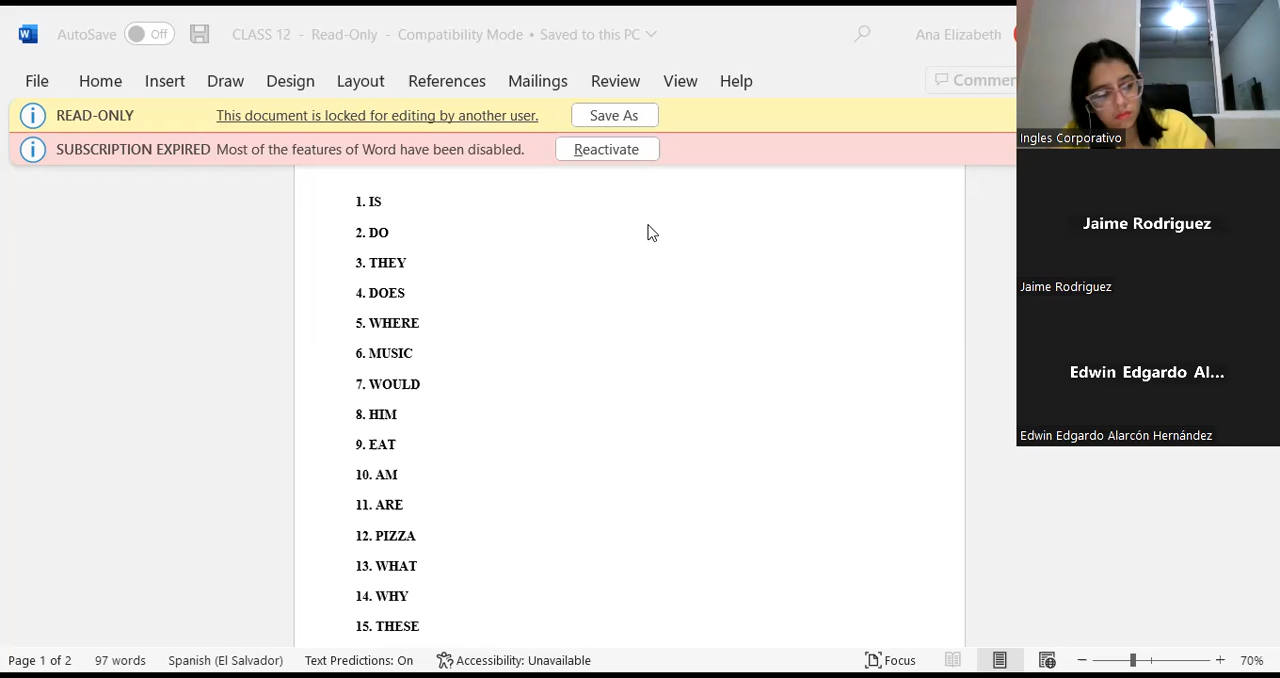 AutoSave Off CLASS 12 - Read-Only - Compatibility Mode • Saved to this PC Ana Elizabeth
File Home Insert Draw Design Layout References Mailings Review View Help
READ-ONLY This document is locked for editing by another user. Save As
SUBSCRIPTION EXPIRED Most of the features of Word have been disabled. Reactivate
1. IS
2. DO
3. THEY
4. DOES
5. WHERE
6. MUSIC
7. WOULD
8. HIM
9. EAT
10. AM
11. ARE
12. PIZZA
13. WHAT
14. WHY
15. THESE
Page 1 of 2 97 words Spanish (El Salvador) Text Predictions: On Accessibility: Unavailable Focus 70%
Ingles Corporativo
Jaime Rodriguez
Jaime Rodriguez
Edwin Edgardo Al...
Edwin Edgardo Alarcón Hernández